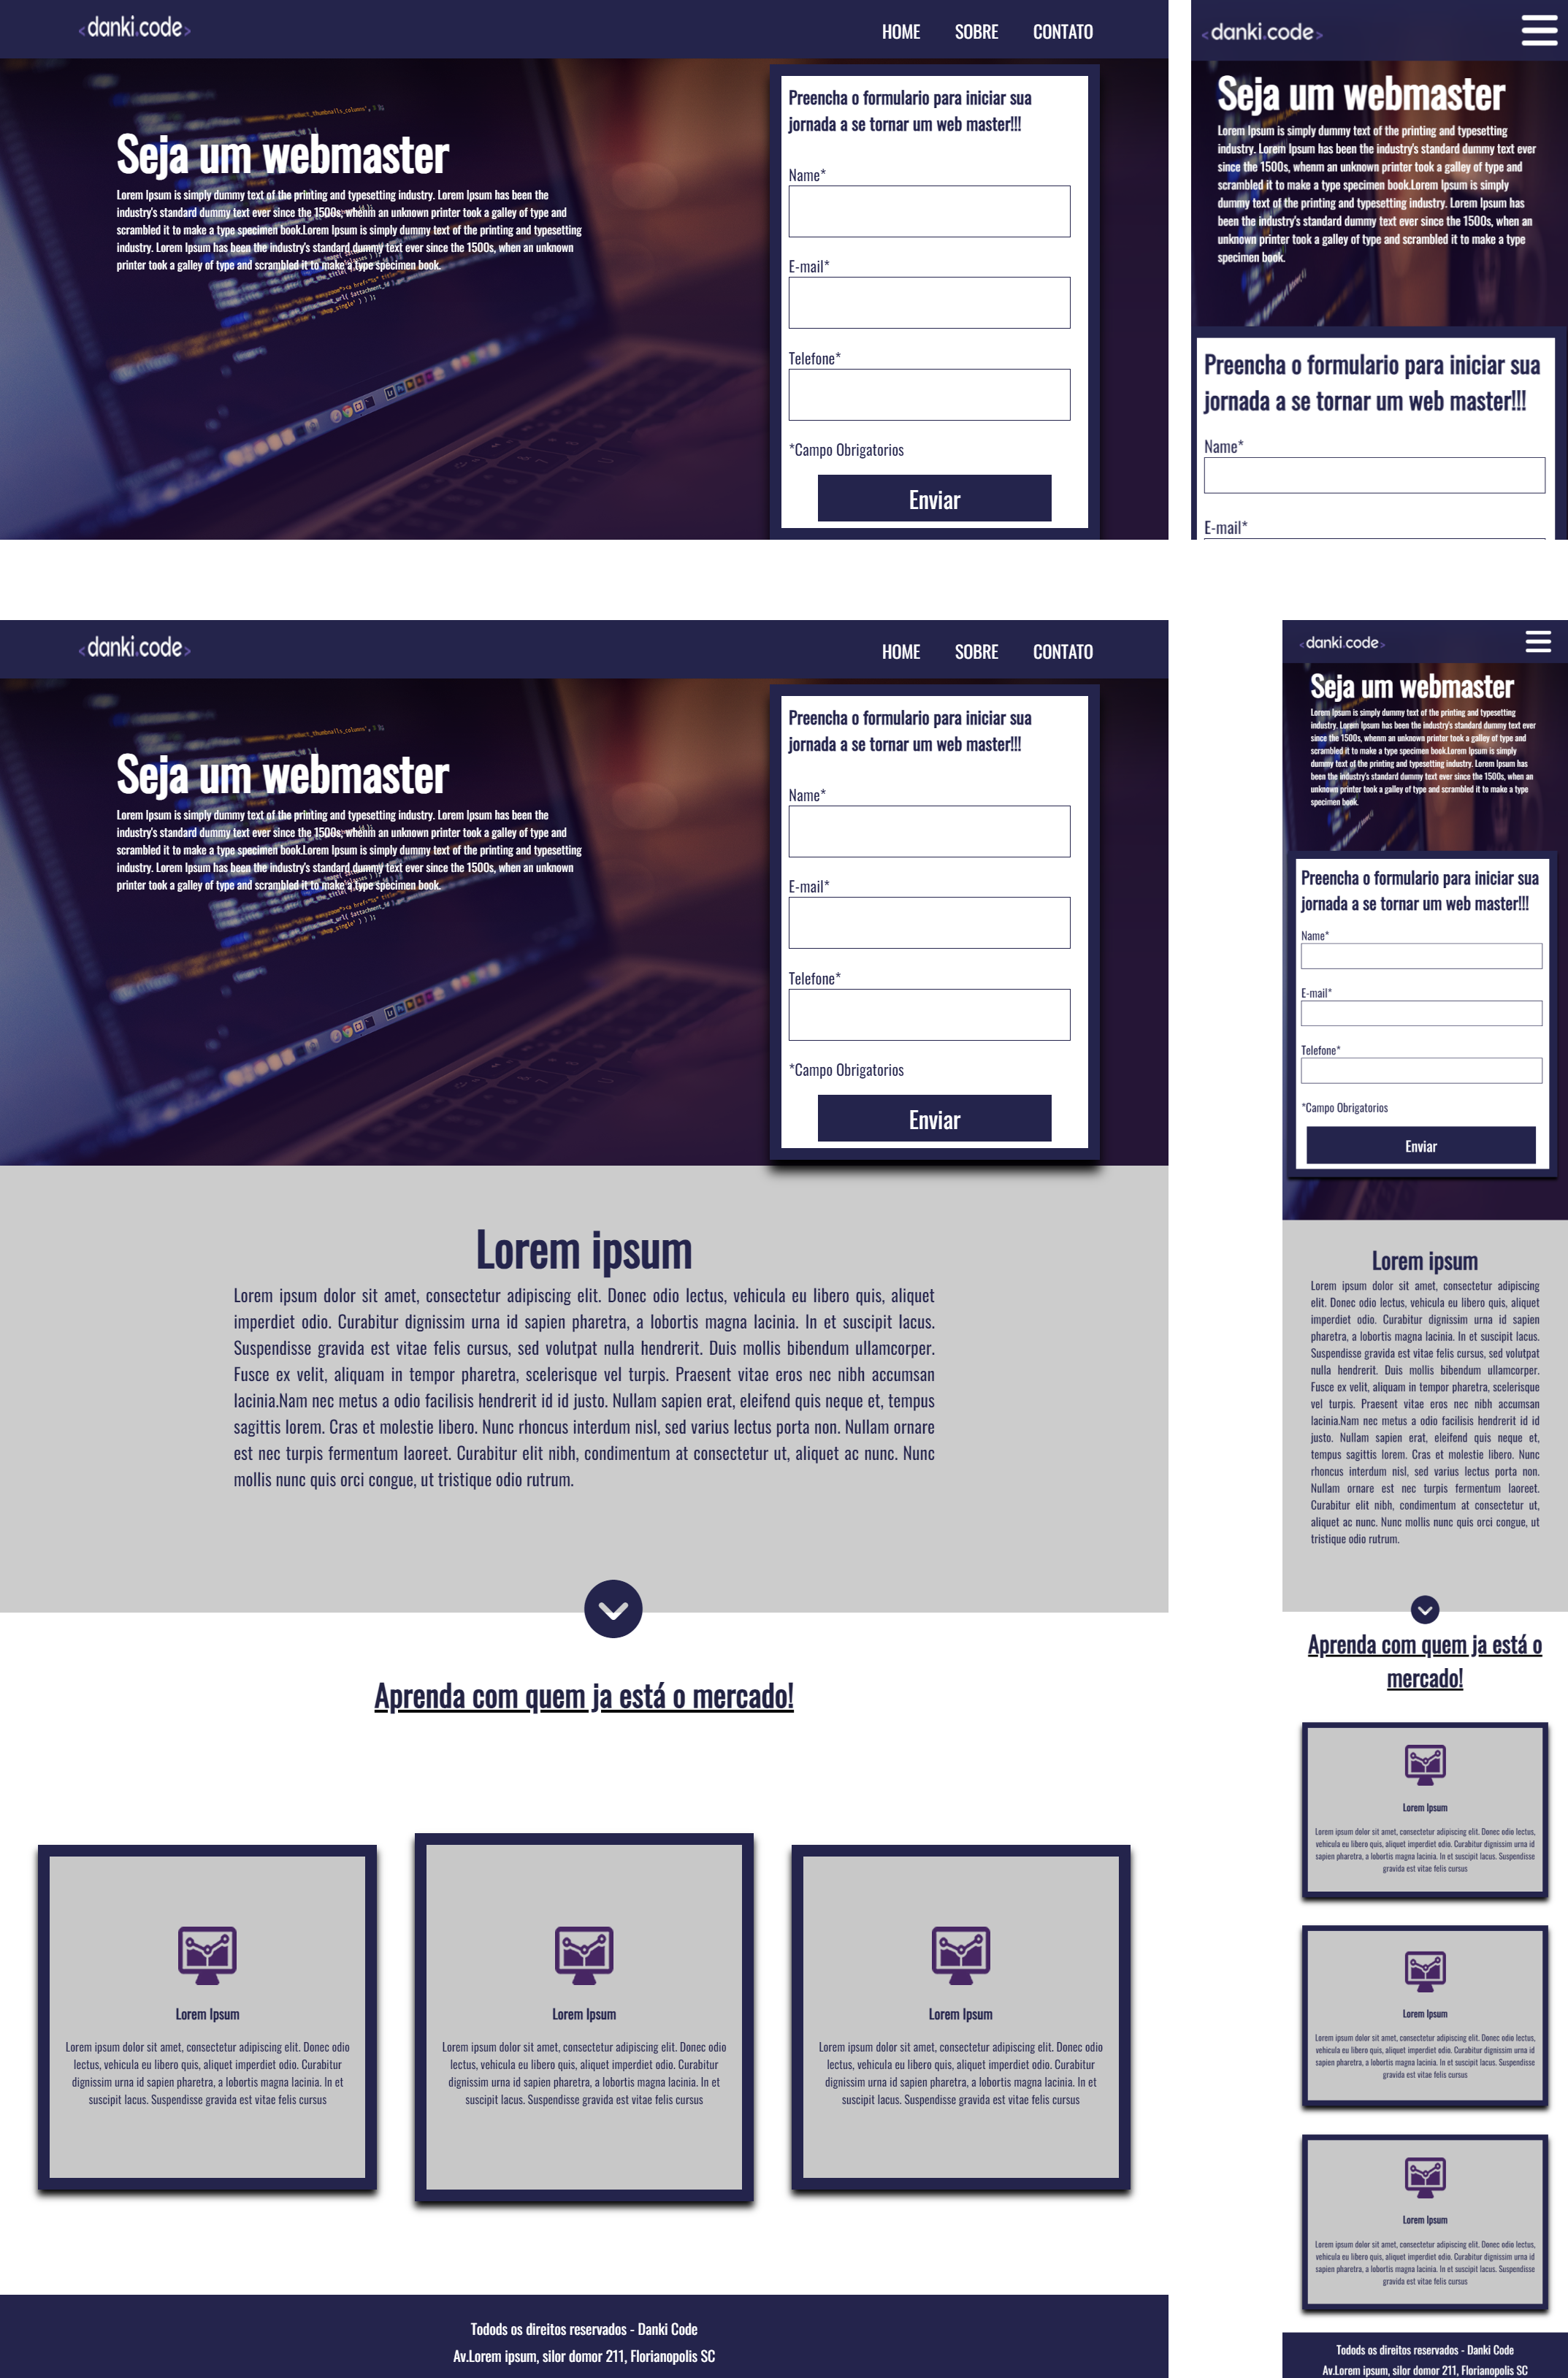 <danki.code>
HOME SOBRE CONTATO
Seja um webmaster
Lorem Ipsum is simply dummy text of the printing and typesetting industry. Lorem Ipsum has been the
industry's standard dummy text ever since the 1500s, whenm an unknown printer took a galley of type and
scrambled it to make a type specimen book.Lorem Ipsum is simply dummy text of the printing and typesetting
industry. Lorem Ipsum has been the industry's standard dummy text ever since the 1500s, when an unknown
printer took a galley of type and scrambled it to make a type specimen book.
Preencha o formulario para iniciar sua
jornada a se tornar um web master!!!
Name*
E-mail*
Telefone*
*Campo Obrigatorios
Enviar
<danki.code>
Seja um webmaster
Lorem Ipsum is simply dummy text of the printing and typesetting
industry. Lorem Ipsum has been the industry's standard dummy text ever
since the 1500s, whenm an unknown printer took a galley of type and
scrambled it to make a type specimen book.Lorem Ipsum is simply
dummy text of the printing and typesetting industry. Lorem Ipsum has
been the industry's standard dummy text ever since the 1500s, when an
unknown printer took a galley of type and scrambled it to make a type
specimen book.
Preencha o formulario para iniciar sua
jornada a se tornar um web master!!!
Name*
E-mail*
<danki.code>
HOME SOBRE CONTATO
Seja um webmaster
Lorem Ipsum is simply dummy text of the printing and typesetting industry. Lorem Ipsum has been the
industry's standard dummy text ever since the 1500s, whenm an unknown printer took a galley of type and
scrambled it to make a type specimen book.Lorem Ipsum is simply dummy text of the printing and typesetting
industry. Lorem Ipsum has been the industry's standard dummy text ever since the 1500s, when an unknown
printer took a galley of type and scrambled it to make a type specimen book.
Preencha o formulario para iniciar sua
jornada a se tornar um web master!!!
Name*
E-mail*
Telefone*
*Campo Obrigatorios
Enviar
Lorem ipsum
Lorem ipsum dolor sit amet, consectetur adipiscing elit. Donec odio lectus, vehicula eu libero quis, aliquet
imperdiet odio. Curabitur dignissim urna id sapien pharetra, a lobortis magna lacinia. In et suscipit lacus.
Suspendisse gravida est vitae felis cursus, sed volutpat nulla hendrerit. Duis mollis bibendum ullamcorper.
Fusce ex velit, aliquam in tempor pharetra, scelerisque vel turpis. Praesent vitae eros nec nibh accumsan
lacinia.Nam nec metus a odio facilisis hendrerit id id justo. Nullam sapien erat, eleifend quis neque et, tempus
sagittis lorem. Cras et molestie libero. Nunc rhoncus interdum nisl, sed varius lectus porta non. Nullam ornare
est nec turpis fermentum laoreet. Curabitur elit nibh, condimentum at consectetur ut, aliquet ac nunc. Nunc
mollis nunc quis orci congue, ut tristique odio rutrum.
Aprenda com quem ja está o mercado!
Lorem Ipsum
Lorem ipsum dolor sit amet, consectetur adipiscing elit. Donec odio
lectus, vehicula eu libero quis, aliquet imperdiet odio. Curabitur
dignissim urna id sapien pharetra, a lobortis magna lacinia. In et
suscipit lacus. Suspendisse gravida est vitae felis cursus
Lorem Ipsum
Lorem ipsum dolor sit amet, consectetur adipiscing elit. Donec odio
lectus, vehicula eu libero quis, aliquet imperdiet odio. Curabitur
dignissim urna id sapien pharetra, a lobortis magna lacinia. In et
suscipit lacus. Suspendisse gravida est vitae felis cursus
Lorem Ipsum
Lorem ipsum dolor sit amet, consectetur adipiscing elit. Donec odio
lectus, vehicula eu libero quis, aliquet imperdiet odio. Curabitur
dignissim urna id sapien pharetra, a lobortis magna lacinia. In et
suscipit lacus. Suspendisse gravida est vitae felis cursus
Todods os direitos reservados - Danki Code
Av.Lorem ipsum, silor domor 211, Florianopolis SC
<danki.code>
Seja um webmaster
Lorem Ipsum is simply dummy text of the printing and typesetting
industry. Lorem Ipsum has been the industry's standard dummy text ever
since the 1500s, whenm an unknown printer took a galley of type and
scrambled it to make a type specimen book.Lorem Ipsum is simply
dummy text of the printing and typesetting industry. Lorem Ipsum has
been the industry's standard dummy text ever since the 1500s, when an
unknown printer took a galley of type and scrambled it to make a type
specimen book.
Preencha o formulario para iniciar sua
jornada a se tornar um web master!!!
Name*
E-mail*
Telefone*
*Campo Obrigatorios
Enviar
Lorem ipsum
Lorem ipsum dolor sit amet, consectetur adipiscing
elit. Donec odio lectus, vehicula eu libero quis, aliquet
imperdiet odio. Curabitur dignissim urna id sapien
pharetra, a lobortis magna lacinia. In et suscipit lacus.
Suspendisse gravida est vitae felis cursus, sed volutpat
nulla hendrerit. Duis mollis bibendum ullamcorper.
Fusce ex velit, aliquam in tempor pharetra, scelerisque
vel turpis. Praesent vitae eros nec nibh accumsan
lacinia.Nam nec metus a odio facilisis hendrerit id id
justo. Nullam sapien erat, eleifend quis neque et,
tempus sagittis lorem. Cras et molestie libero. Nunc
rhoncus interdum nisl, sed varius lectus porta non.
Nullam ornare est nec turpis fermentum laoreet.
Curabitur elit nibh, condimentum at consectetur ut,
aliquet ac nunc. Nunc mollis nunc quis orci congue, ut
tristique odio rutrum.
Aprenda com quem ja está o
mercado!
Lorem Ipsum
Lorem ipsum dolor sit amet, consectetur adipiscing elit. Donec odio lectus,
vehicula eu libero quis, aliquet imperdiet odio. Curabitur dignissim urna id
sapien pharetra, a lobortis magna lacinia. In et suscipit lacus. Suspendisse
gravida est vitae felis cursus
Lorem Ipsum
Lorem ipsum dolor sit amet, consectetur adipiscing elit. Donec odio lectus,
vehicula eu libero quis, aliquet imperdiet odio. Curabitur dignissim urna id
sapien pharetra, a lobortis magna lacinia. In et suscipit lacus. Suspendisse
gravida est vitae felis cursus
Lorem Ipsum
Lorem ipsum dolor sit amet, consectetur adipiscing elit. Donec odio lectus,
vehicula eu libero quis, aliquet imperdiet odio. Curabitur dignissim urna id
sapien pharetra, a lobortis magna lacinia. In et suscipit lacus. Suspendisse
gravida est vitae felis cursus
Todods os direitos reservados - Danki Code
Av.Lorem ipsum, silor domor 211, Florianopolis SC